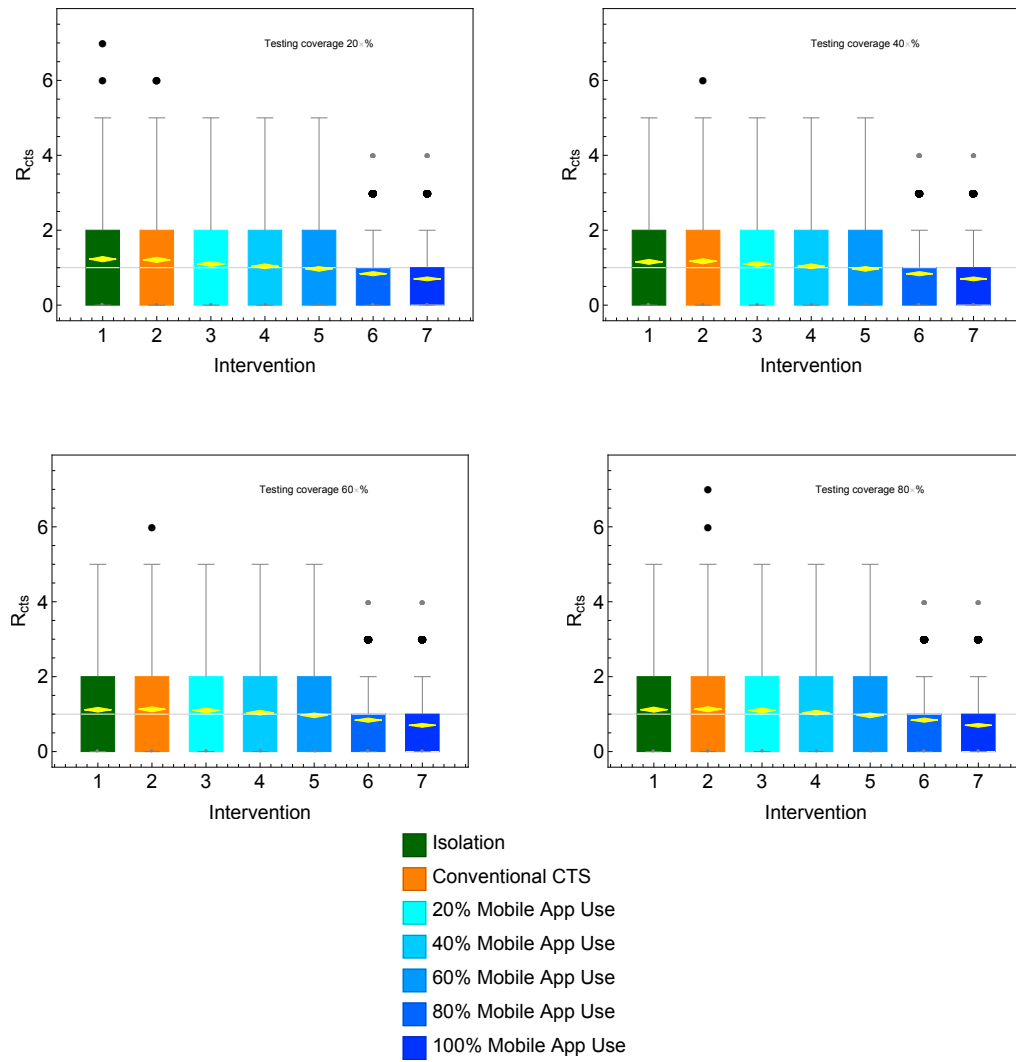 Testing coverage 20×%
6
4
2
0
R_cts
1 2 3 4 5 6 7
Intervention
Testing coverage 40×%
6
4
2
0
R_cts
1 2 3 4 5 6 7
Intervention
Testing coverage 60×%
6
4
2
0
R_cts
1 2 3 4 5 6 7
Intervention
Testing coverage 80×%
6
4
2
0
R_cts
1 2 3 4 5 6 7
Intervention
Isolation
Conventional CTS
20% Mobile App Use
40% Mobile App Use
60% Mobile App Use
80% Mobile App Use
100% Mobile App Use